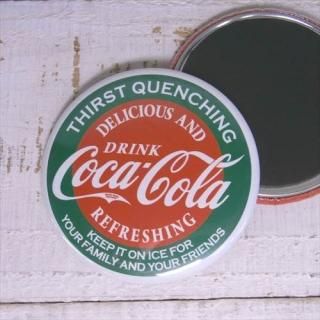 THIRST QUENCHING
DELICIOUS AND
DRINK
Coca-Cola
REFRESHING
KEEP IT ON ICE FOR
YOUR FAMILY AND YOUR FRIENDS